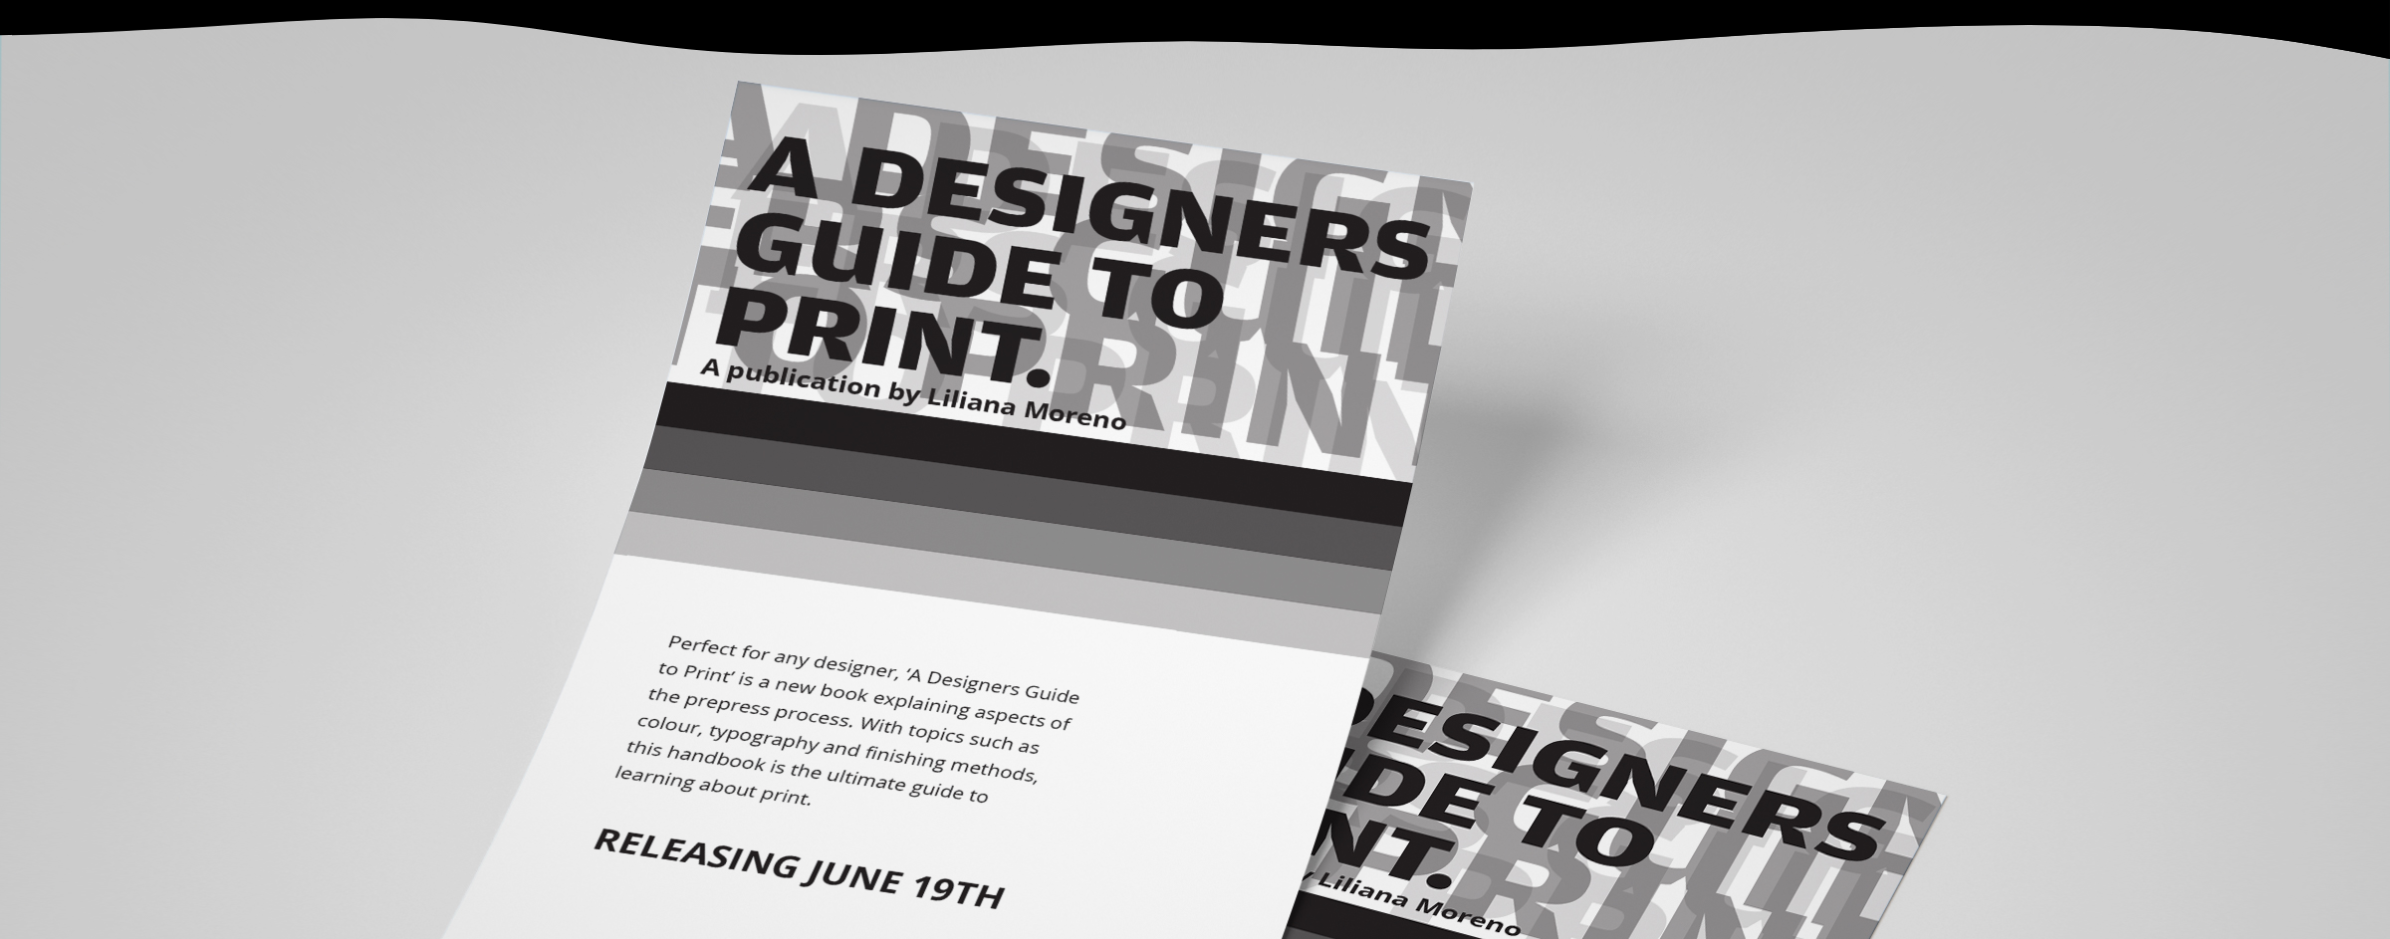 A DESIGNERS
GUIDE TO
PRINT.
A publication by Liliana Moreno
Perfect for any designer, ‘A Designers Guide
to Print’ is a new book explaining aspects of
the prepress process. With topics such as
colour, typography and finishing methods,
this handbook is the ultimate guide to
learning about print.
RELEASING JUNE 19TH
DESIGNERS
IDE TO
NT.
y Liliana Moreno